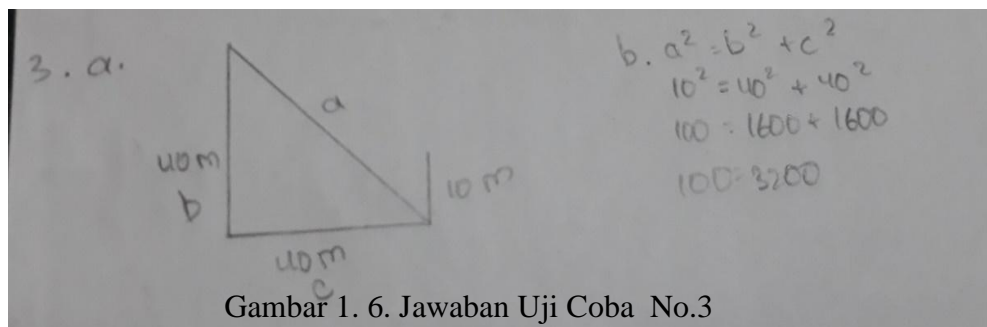 3. a.
a
40 m
b
10 m
40 m
c
b. a² = b² + c²
10² = 40² + 40²
100 = 1600 + 1600
100 = 3200
Gambar 1. 6. Jawaban Uji Coba No.3